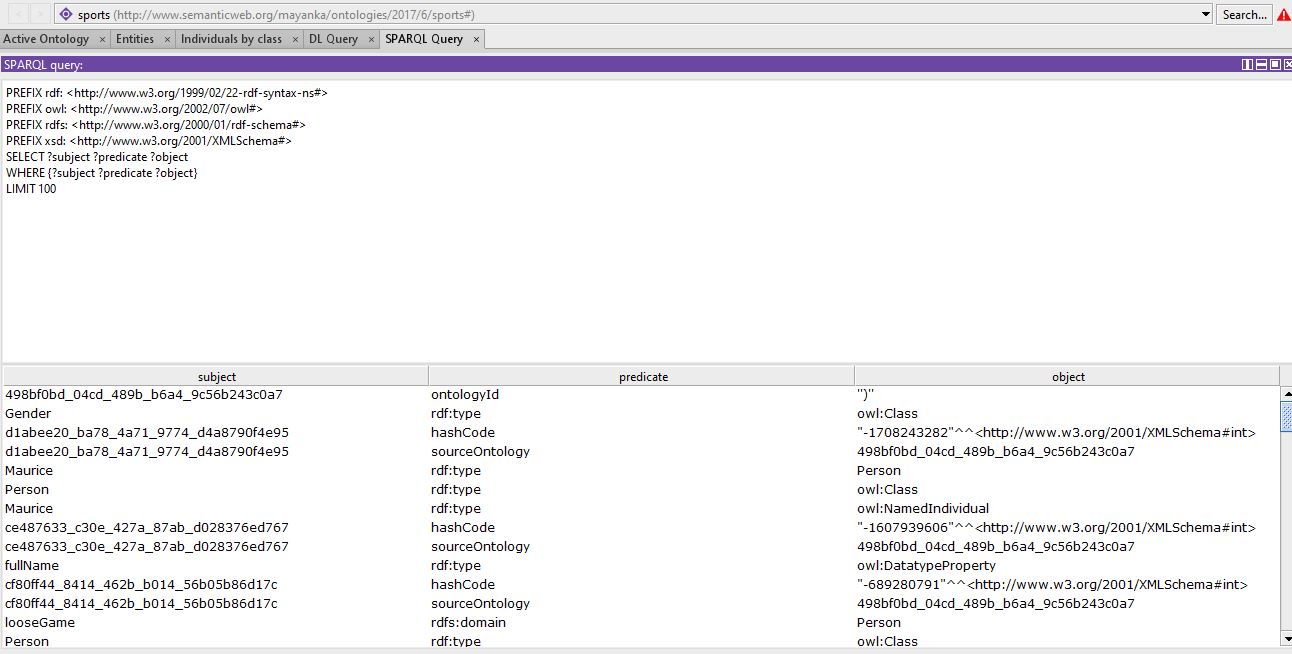 sports (http://www.semanticweb.org/mayanka/ontologies/2017/6/sports#) Search...
Active Ontology × Entities × Individuals by class × DL Query × SPARQL Query ×
SPARQL query:
PREFIX rdf: <http://www.w3.org/1999/02/22-rdf-syntax-ns#>
PREFIX owl: <http://www.w3.org/2002/07/owl#>
PREFIX rdfs: <http://www.w3.org/2000/01/rdf-schema#>
PREFIX xsd: <http://www.w3.org/2001/XMLSchema#>
SELECT ?subject ?predicate ?object
WHERE {?subject ?predicate ?object}
LIMIT 100
subject predicate object
498bf0bd_04cd_489b_b6a4_9c56b243c0a7 ontologyId ")"
Gender rdf:type owl:Class
d1abee20_ba78_4a71_9774_d4a8790f4e95 hashCode "-1708243282"^^<http://www.w3.org/2001/XMLSchema#int>
d1abee20_ba78_4a71_9774_d4a8790f4e95 sourceOntology 498bf0bd_04cd_489b_b6a4_9c56b243c0a7
Maurice rdf:type Person
Person rdf:type owl:Class
Maurice rdf:type owl:NamedIndividual
ce487633_c30e_427a_87ab_d028376ed767 hashCode "-1607939606"^^<http://www.w3.org/2001/XMLSchema#int>
ce487633_c30e_427a_87ab_d028376ed767 sourceOntology 498bf0bd_04cd_489b_b6a4_9c56b243c0a7
fullName rdf:type owl:DatatypeProperty
cf80ff44_8414_462b_b014_56b05b86d17c hashCode "-689280791"^^<http://www.w3.org/2001/XMLSchema#int>
cf80ff44_8414_462b_b014_56b05b86d17c sourceOntology 498bf0bd_04cd_489b_b6a4_9c56b243c0a7
looseGame rdfs:domain Person
Person rdf:type owl:Class